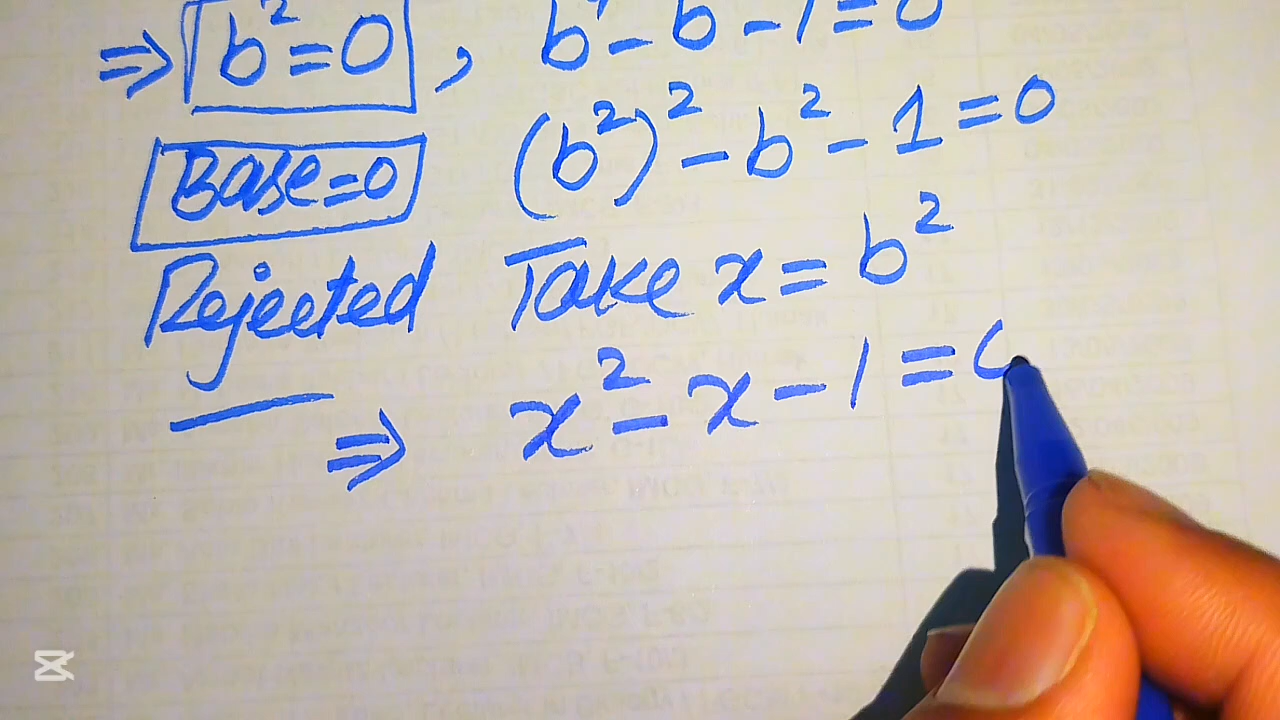 ⇒ b² = 0 , b⁴ - b² - 1 = 0
Base = 0 (b²)² - b² - 1 = 0
Rejected Take x = b²
⇒ x² - x - 1 = 0